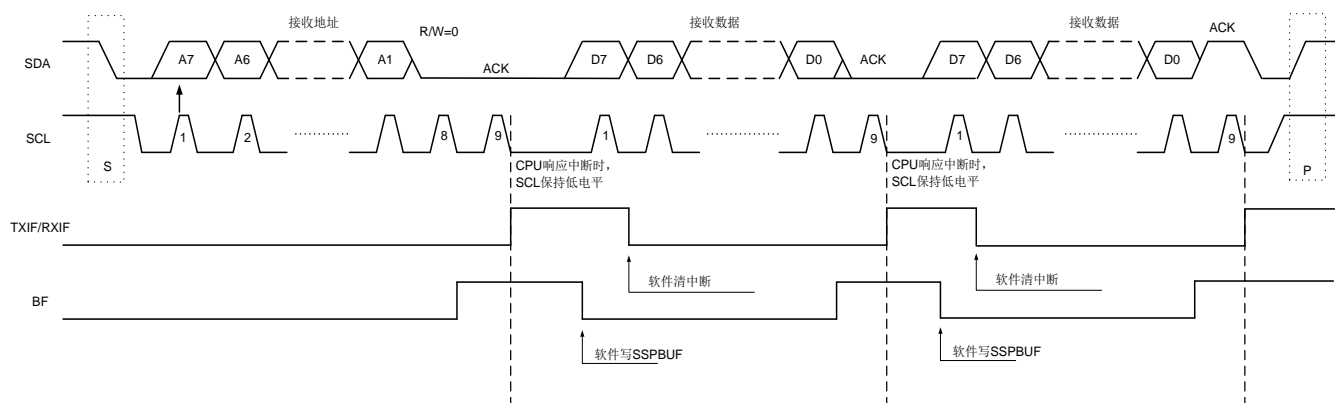 接收地址
接收数据
接收数据
R/W=0
ACK
SDA
A7
A6
A1
ACK
D7
D6
D0
ACK
D7
D6
D0
SCL
1
2
8
9
1
9
1
9
S
CPU响应中断时，
SCL保持低电平
CPU响应中断时，
SCL保持低电平
P
TXIF/RXIF
软件清中断
软件清中断
BF
软件写SSPBUF
软件写SSPBUF